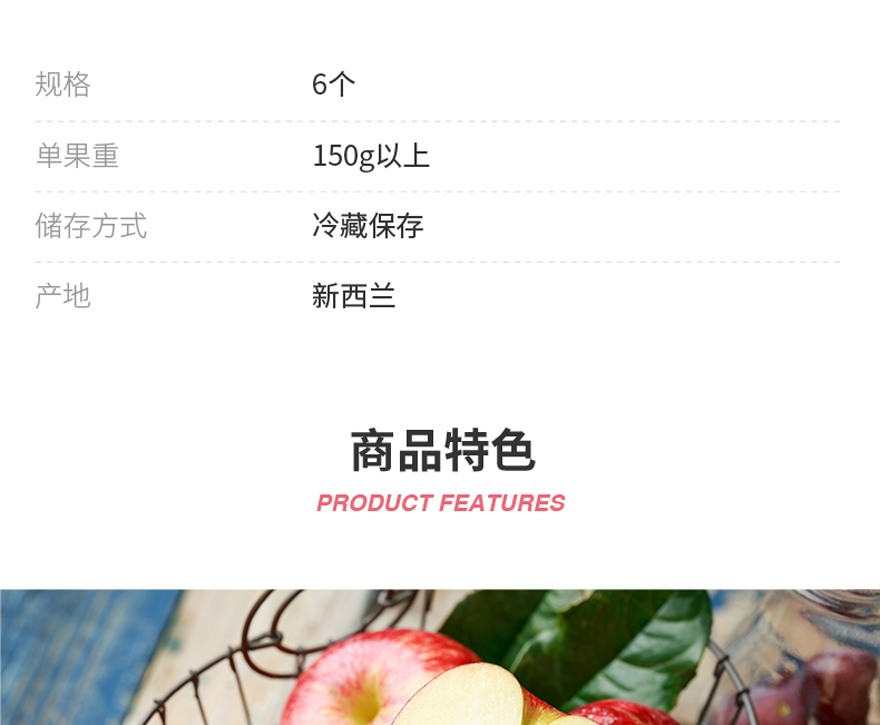 规格 6个
单果重 150g以上
储存方式 冷藏保存
产地 新西兰
商品特色
PRODUCT FEATURES